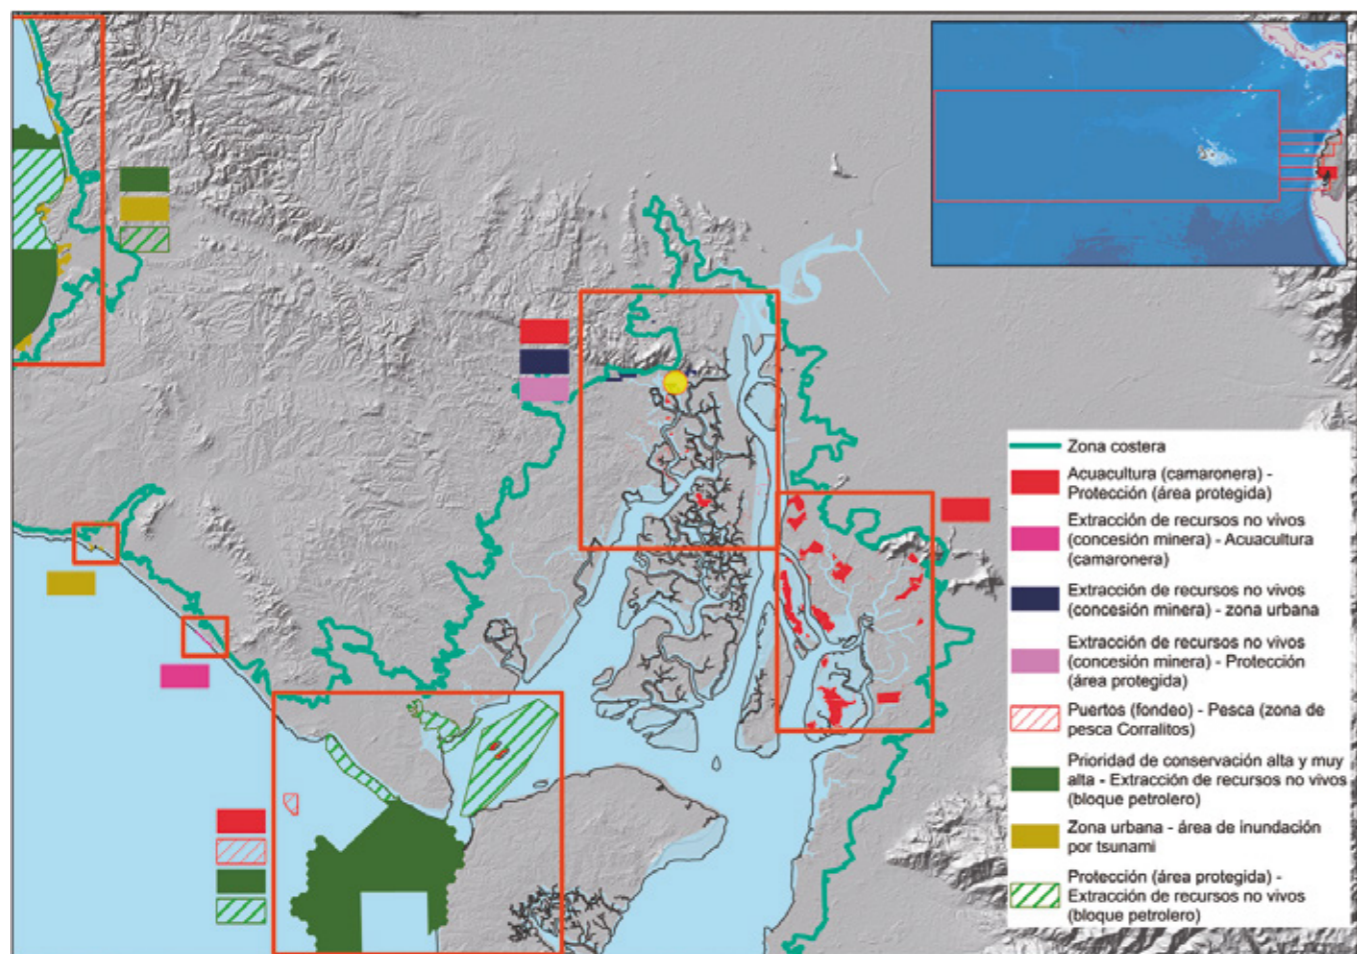 Zona costera
Acuacultura (camaronera) -
Protección (área protegida)
Extracción de recursos no vivos
(concesión minera) - Acuacultura
(camaronera)
Extracción de recursos no vivos
(concesión minera) - zona urbana
Extracción de recursos no vivos
(concesión minera) - Protección
(área protegida)
Puertos (fondeo) - Pesca (zona de
pesca Corralitos)
Prioridad de conservación alta y muy
alta - Extracción de recursos no vivos
(bloque petrolero)
Zona urbana - área de inundación
por tsunami
Protección (área protegida) -
Extracción de recursos no vivos
(bloque petrolero)